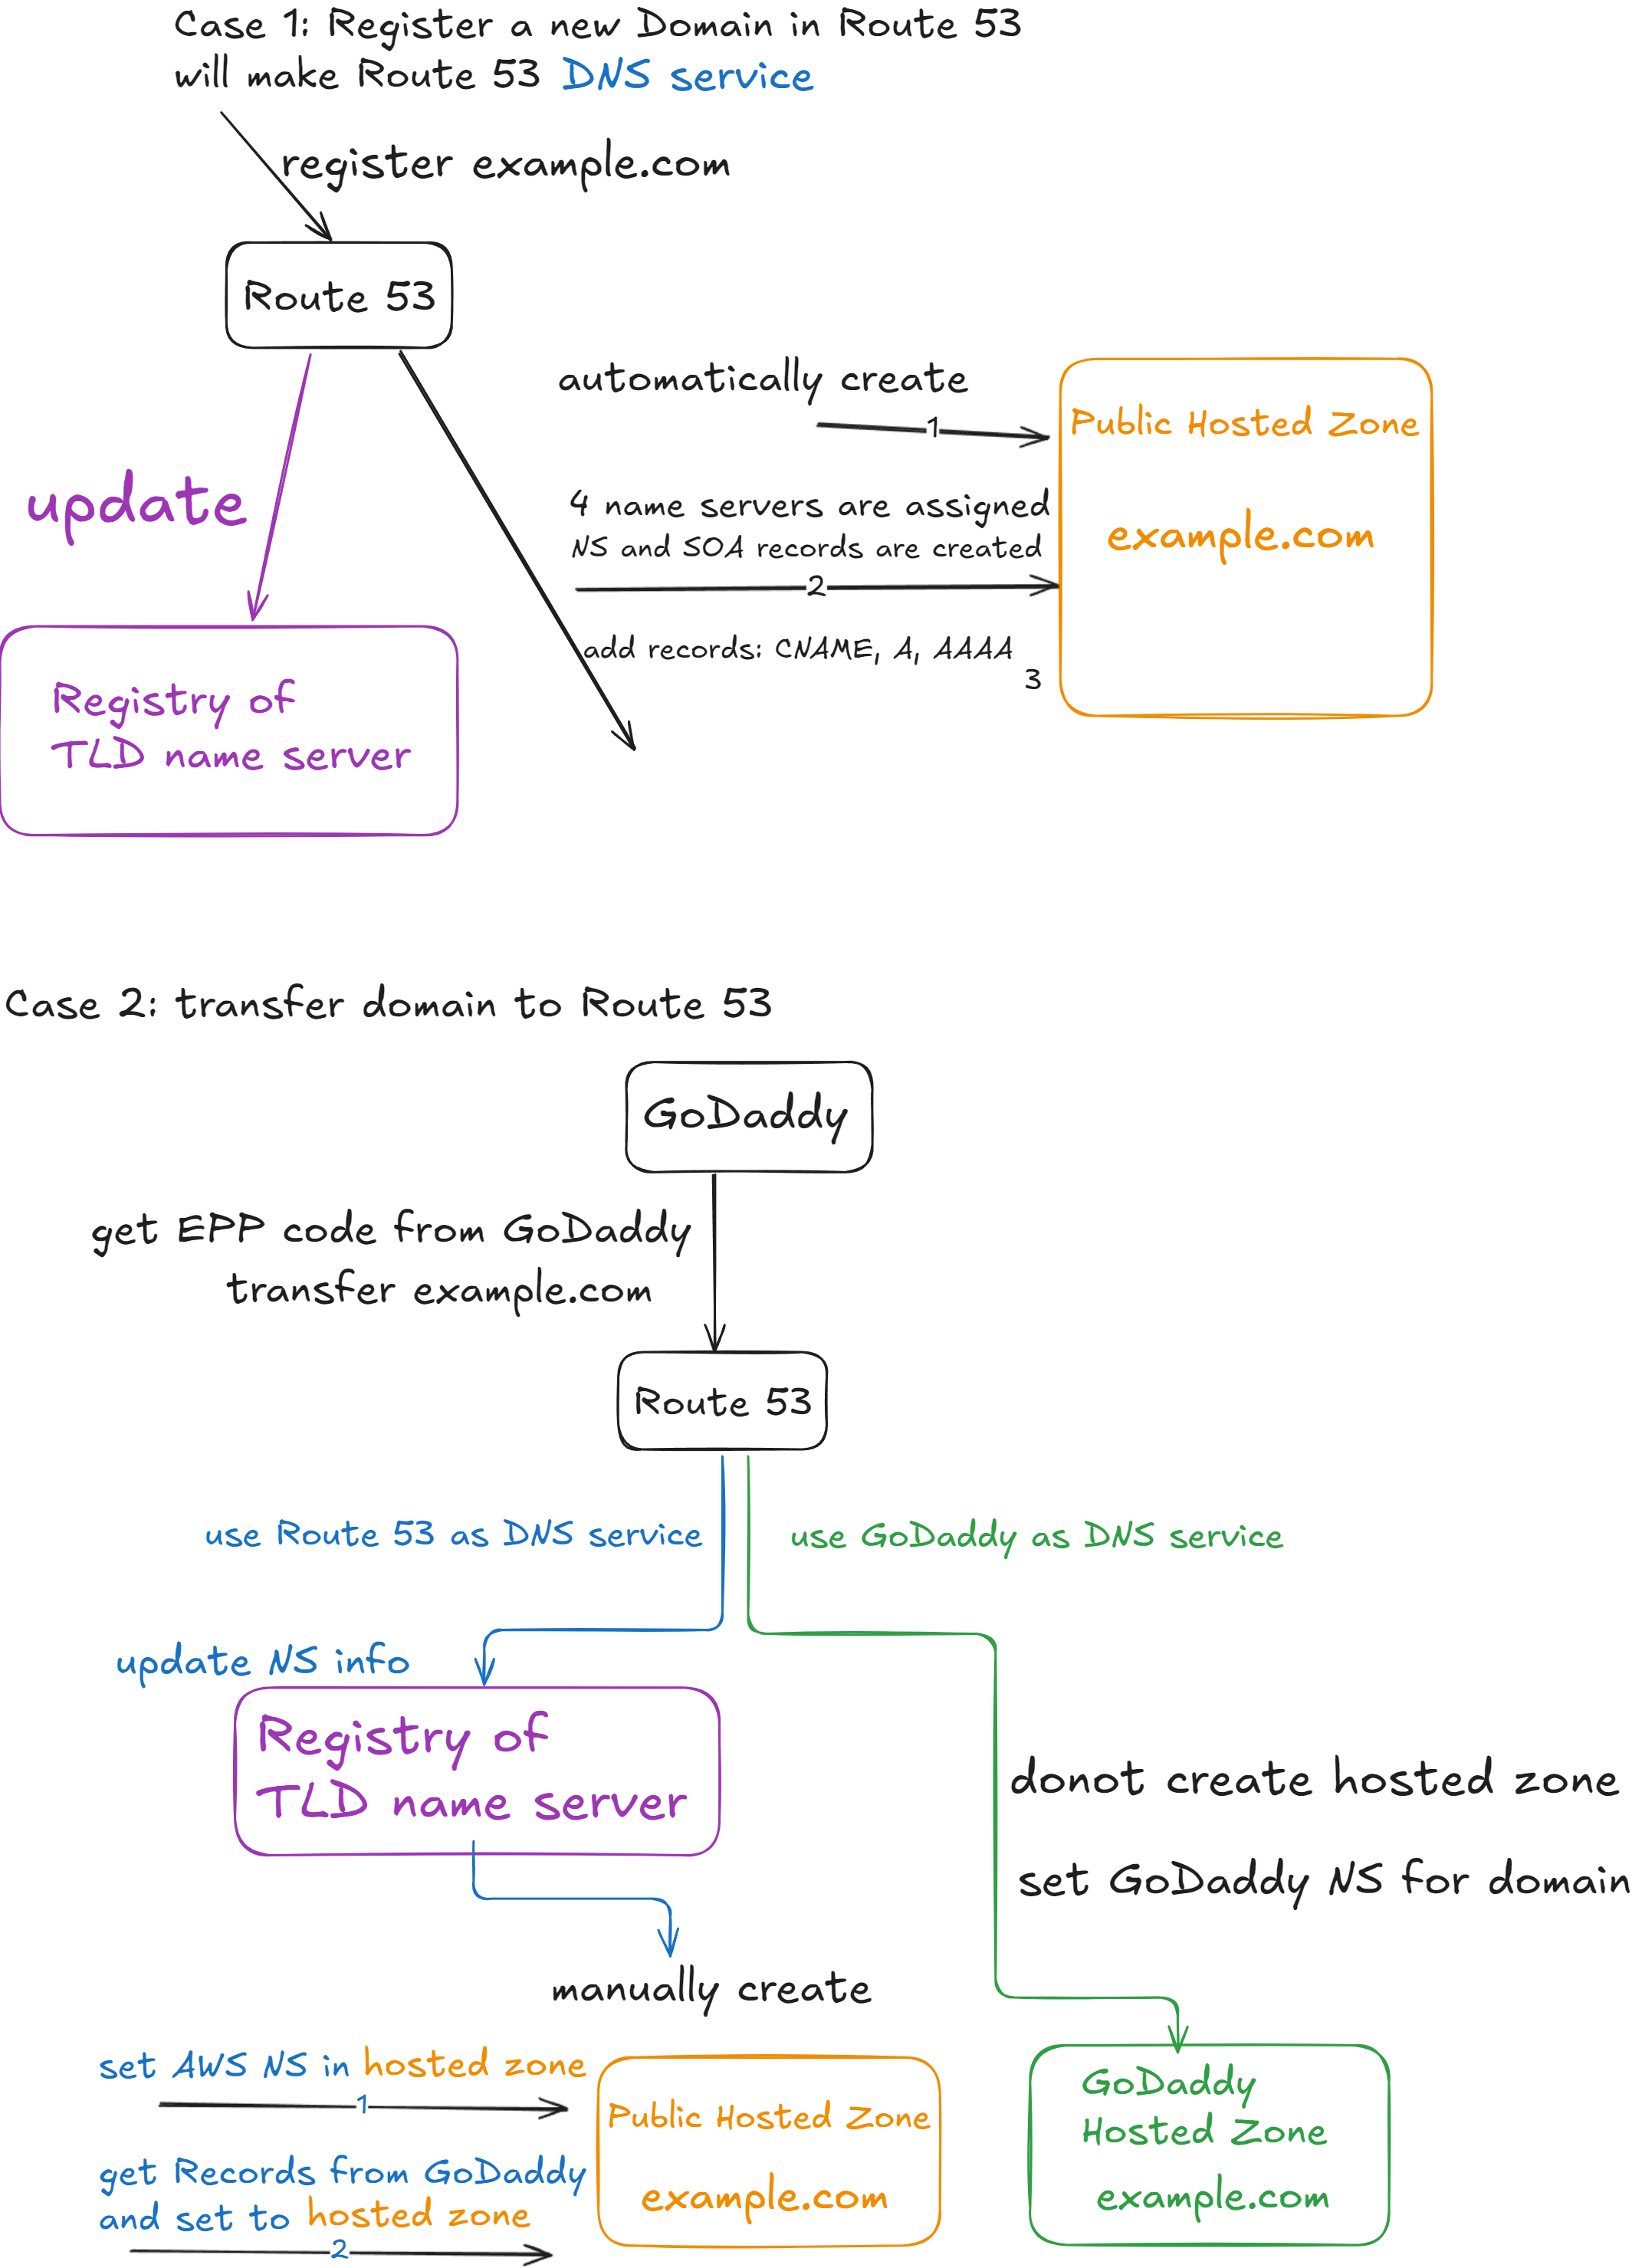 Case 1: Register a new Domain in Route 53
will make Route 53 DNS service
register example.com
Route 53
automatically create
1
Public Hosted Zone
example.com
update
4 name servers are assigned
NS and SOA records are created
2
add records: CNAME, A, AAAA
3
Registry of
TLD name server
Case 2: transfer domain to Route 53
GoDaddy
get EPP code from GoDaddy
transfer example.com
Route 53
use Route 53 as DNS service
use GoDaddy as DNS service
update NS info
Registry of
TLD name server
donot create hosted zone
set GoDaddy NS for domain
manually create
set AWS NS in hosted zone
1
get Records from GoDaddy
and set to hosted zone
2
Public Hosted Zone
example.com
GoDaddy
Hosted Zone
example.com